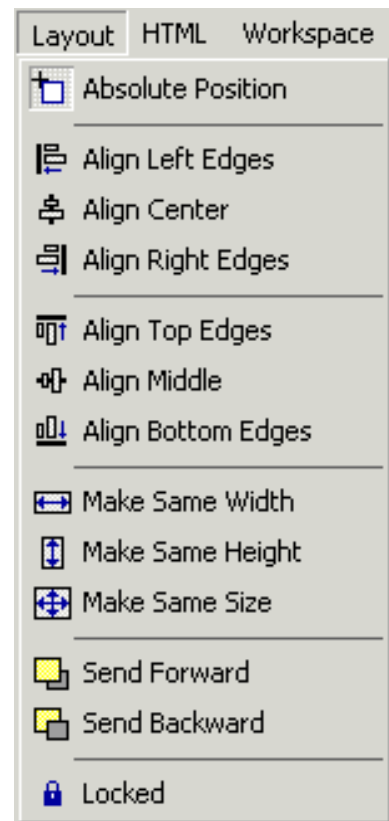 Layout HTML Workspace
Absolute Position
Align Left Edges
Align Center
Align Right Edges
Align Top Edges
Align Middle
Align Bottom Edges
Make Same Width
Make Same Height
Make Same Size
Send Forward
Send Backward
Locked